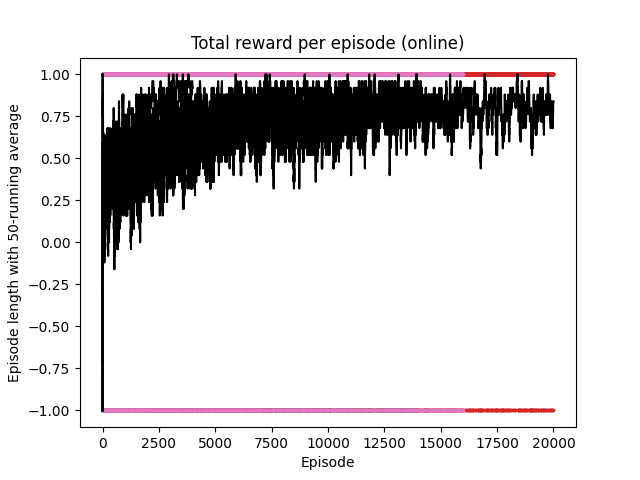 Total reward per episode (online)
Episode length with 50-running average
1.00
0.75
0.50
0.25
0.00
−0.25
−0.50
−0.75
−1.00
0 2500 5000 7500 10000 12500 15000 17500 20000
Episode